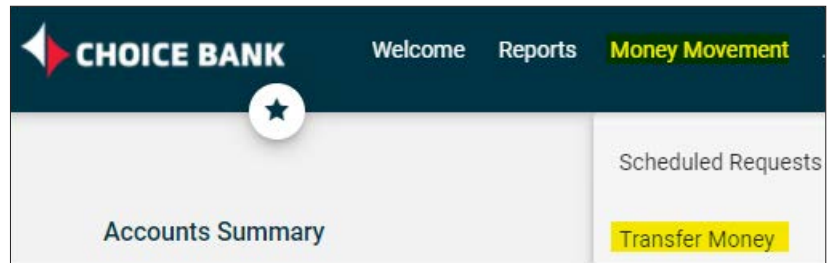 CHOICE BANK Welcome Reports Money Movement
Scheduled Requests
Accounts Summary
Transfer Money